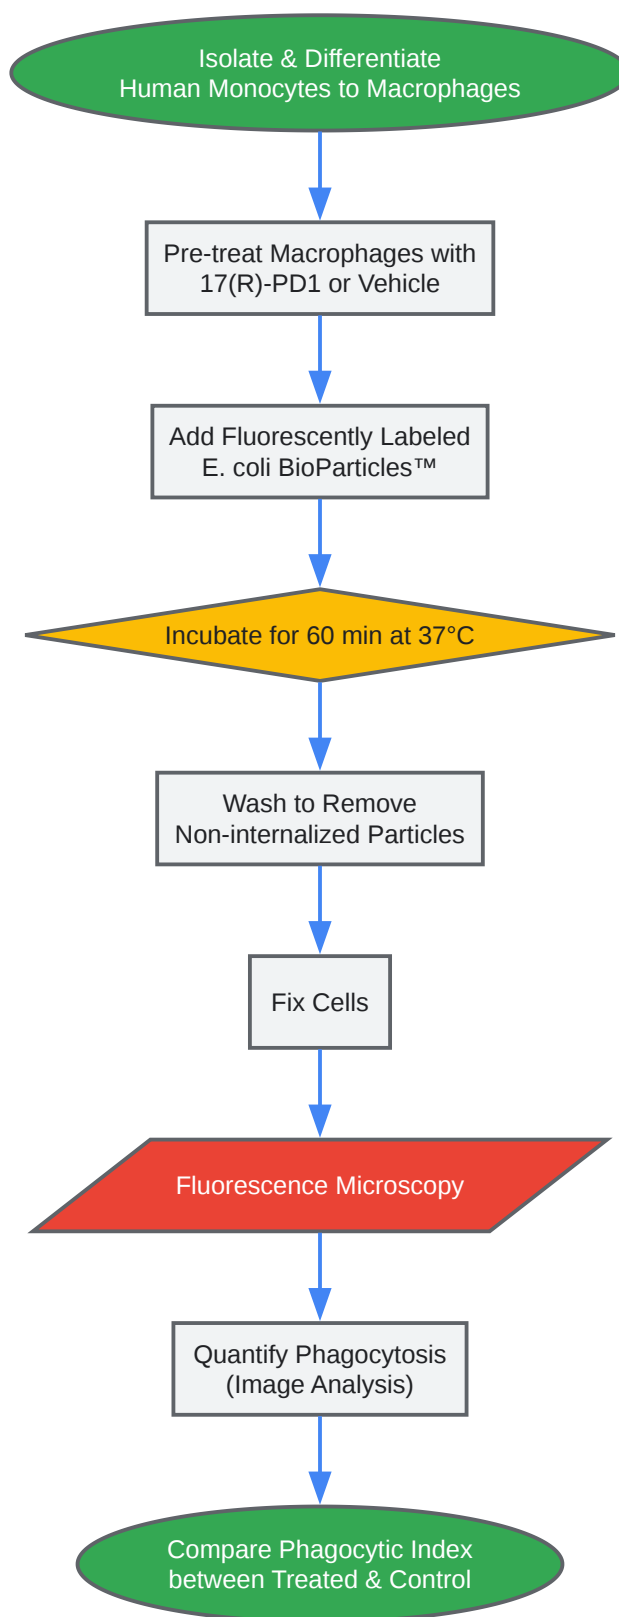 Isolate & Differentiate
Human Monocytes to Macrophages
Pre-treat Macrophages with
17(R)-PD1 or Vehicle
Add Fluorescently Labeled
E. coli BioParticles™
Incubate for 60 min at 37°C
Wash to Remove
Non-internalized Particles
Fix Cells
Fluorescence Microscopy
Quantify Phagocytosis
(Image Analysis)
Compare Phagocytic Index
between Treated & Control